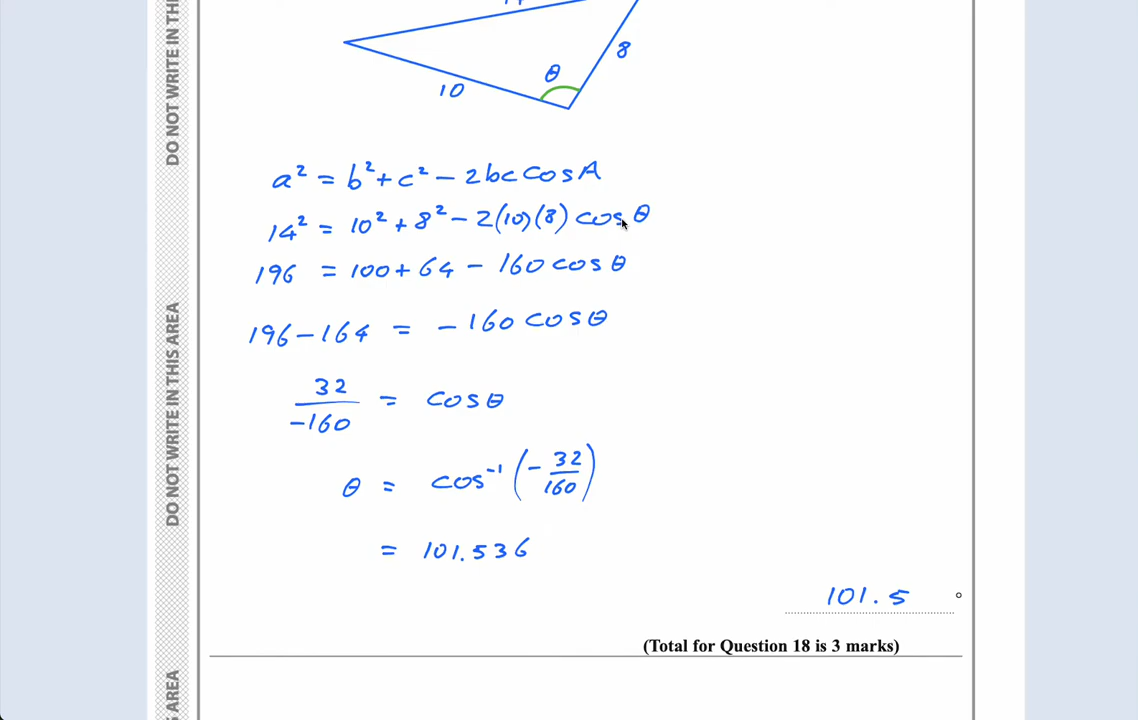 DO NOT WRITE IN TH
8
θ
10
a² = b² + c² − 2bc cos A
14² = 10² + 8² − 2(10)(8) cos θ
196 = 100 + 64 − 160 cos θ
196 − 164 = −160 cos θ
32/−160 = cos θ
θ = cos⁻¹(−32/160)
= 101.536
101.5 °
(Total for Question 18 is 3 marks)
DO NOT WRITE IN THIS AREA
AREA